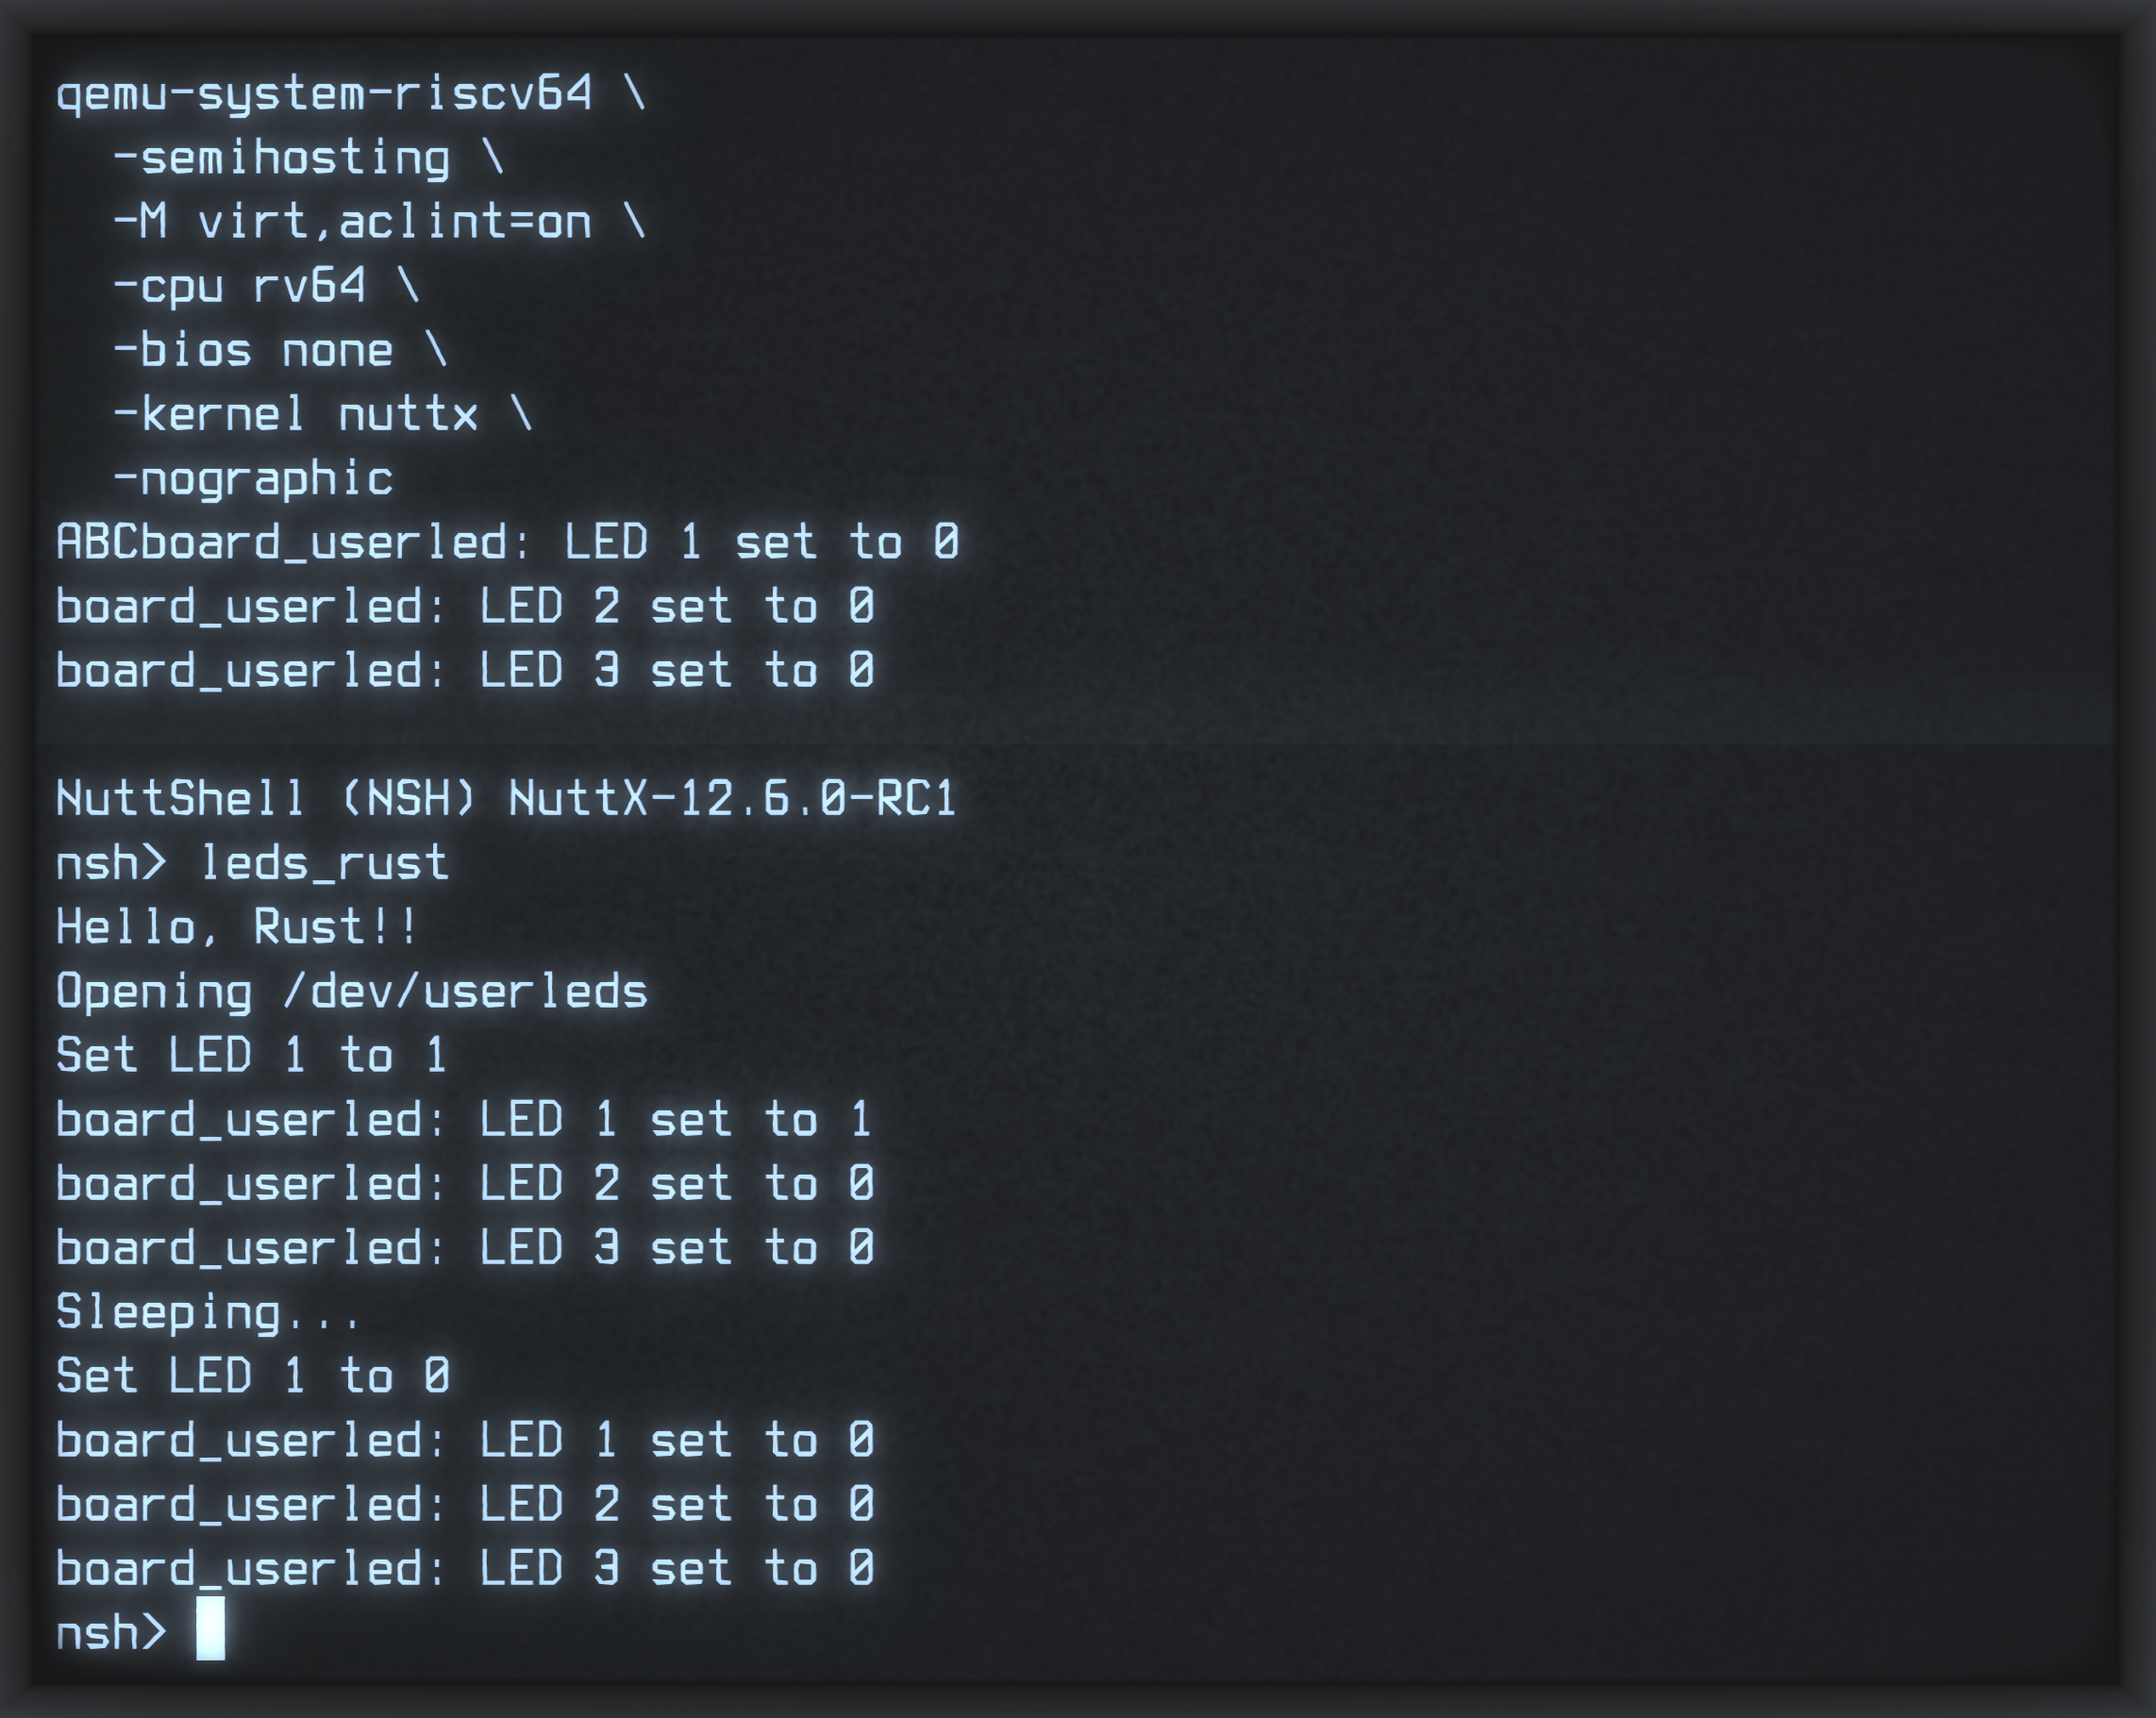 qemu-system-riscv64 \
  -semihosting \
  -M virt,aclint=on \
  -cpu rv64 \
  -bios none \
  -kernel nuttx \
  -nographic
ABCboard_userled: LED 1 set to 0
board_userled: LED 2 set to 0
board_userled: LED 3 set to 0

NuttShell (NSH) NuttX-12.6.0-RC1
nsh> leds_rust
Hello, Rust!!
Opening /dev/userleds
Set LED 1 to 1
board_userled: LED 1 set to 1
board_userled: LED 2 set to 0
board_userled: LED 3 set to 0
Sleeping...
Set LED 1 to 0
board_userled: LED 1 set to 0
board_userled: LED 2 set to 0
board_userled: LED 3 set to 0
nsh>